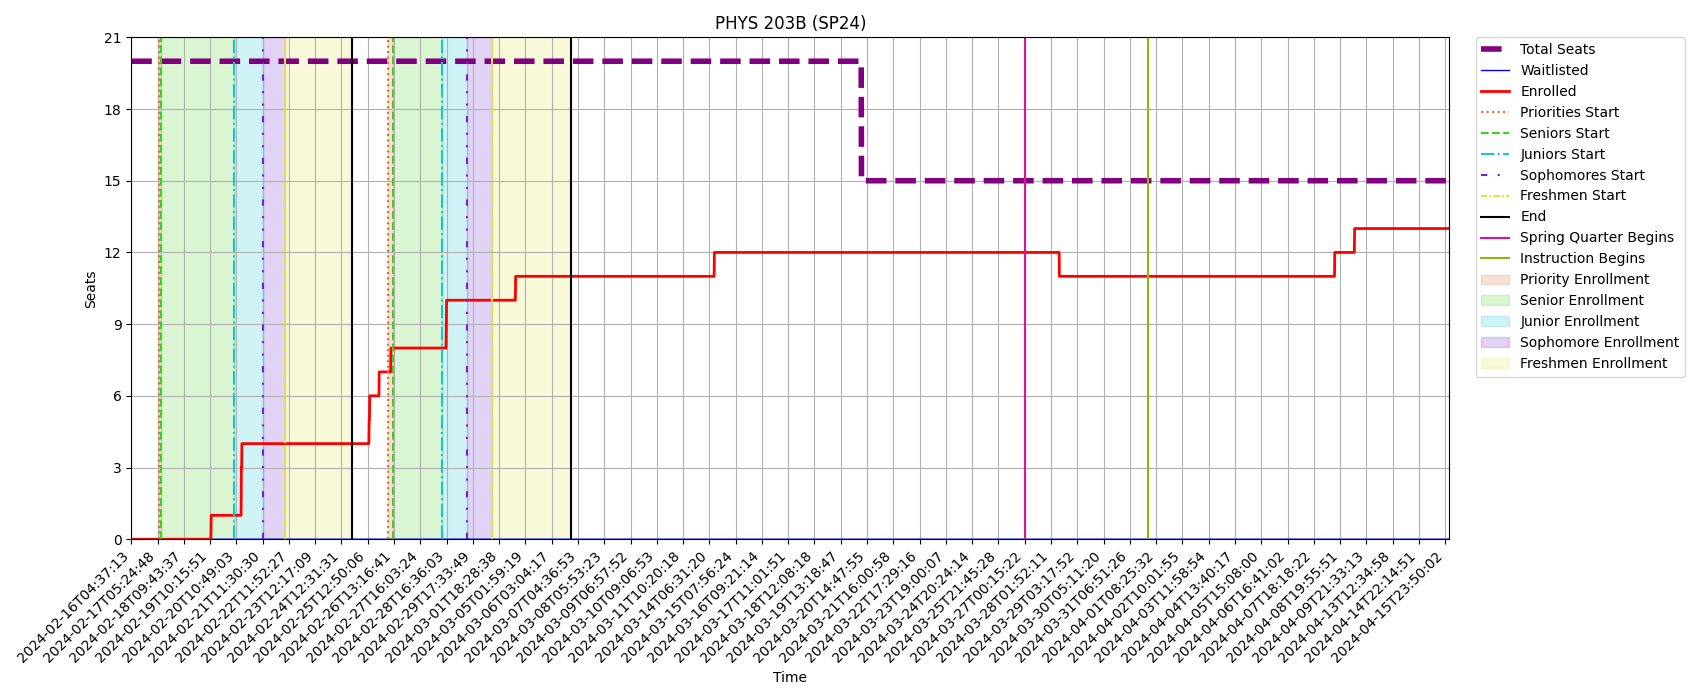 PHYS 203B (SP24)
21
18
15
12
9
6
3
0
Seats
2024-02-16T04:37:13
2024-02-17T05:24:48
2024-02-18T09:43:37
2024-02-19T10:15:51
2024-02-20T10:49:03
2024-02-21T11:30:30
2024-02-22T11:52:27
2024-02-23T12:17:09
2024-02-24T12:31:31
2024-02-25T12:50:06
2024-02-26T13:16:41
2024-02-27T16:03:24
2024-02-28T16:36:03
2024-02-29T17:33:49
2024-03-01T18:28:38
2024-03-05T01:59:19
2024-03-06T03:04:17
2024-03-07T04:36:53
2024-03-08T05:53:23
2024-03-09T06:57:52
2024-03-10T09:06:53
2024-03-11T10:20:18
2024-03-14T06:31:20
2024-03-15T07:56:24
2024-03-16T09:21:14
2024-03-17T11:01:51
2024-03-18T12:08:18
2024-03-19T13:18:47
2024-03-20T14:47:55
2024-03-21T16:00:58
2024-03-22T17:29:16
2024-03-23T19:00:07
2024-03-24T20:24:14
2024-03-25T21:45:28
2024-03-27T00:15:22
2024-03-28T01:52:11
2024-03-29T03:17:52
2024-03-30T05:11:20
2024-03-31T06:51:26
2024-04-01T08:25:32
2024-04-02T10:01:55
2024-04-03T11:58:54
2024-04-04T13:40:17
2024-04-05T15:08:00
2024-04-06T16:41:02
2024-04-07T18:18:22
2024-04-08T19:55:51
2024-04-09T21:33:13
2024-04-13T12:34:58
2024-04-14T22:14:51
2024-04-15T23:50:02
Time
Total Seats
Waitlisted
Enrolled
Priorities Start
Seniors Start
Juniors Start
Sophomores Start
Freshmen Start
End
Spring Quarter Begins
Instruction Begins
Priority Enrollment
Senior Enrollment
Junior Enrollment
Sophomore Enrollment
Freshmen Enrollment